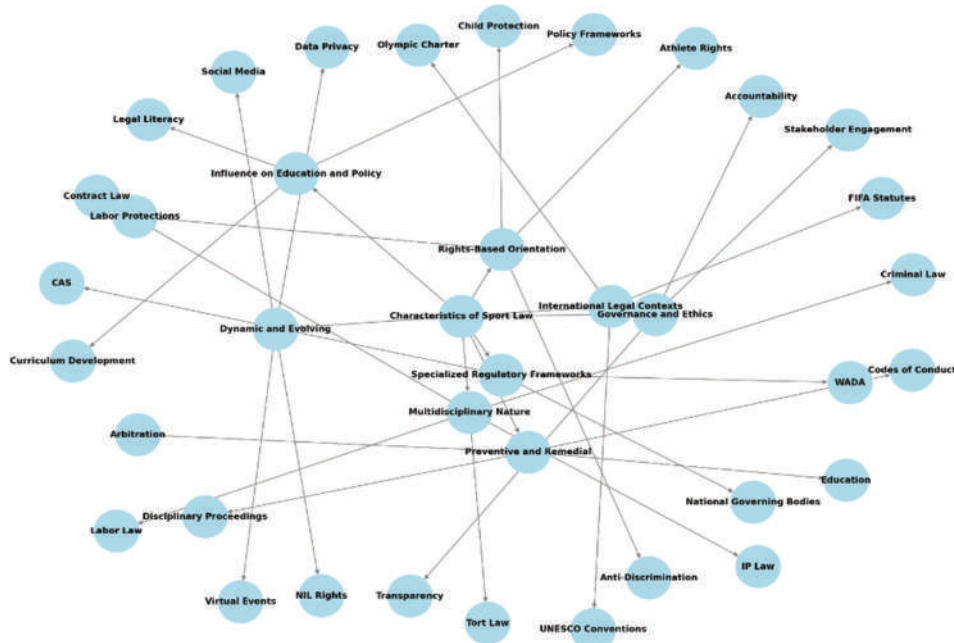 Child Protection
Policy Frameworks
Data Privacy
Olympic Charter
Athlete Rights
Social Media
Accountability
Legal Literacy
Stakeholder Engagement
Influence on Education and Policy
Contract Law
FIFA Statutes
Labor Protections
Rights-Based Orientation
Criminal Law
CAS
International Legal Contexts
Characteristics of Sport Law
Governance and Ethics
Dynamic and Evolving
Curriculum Development
Specialized Regulatory Frameworks
Codes of Conduct
WADA
Multidisciplinary Nature
Arbitration
Preventive and Remedial
Education
National Governing Bodies
Disciplinary Proceedings
Labor Law
IP Law
Anti-Discrimination
NIL Rights
Virtual Events
Transparency
Tort Law
UNESCO Conventions